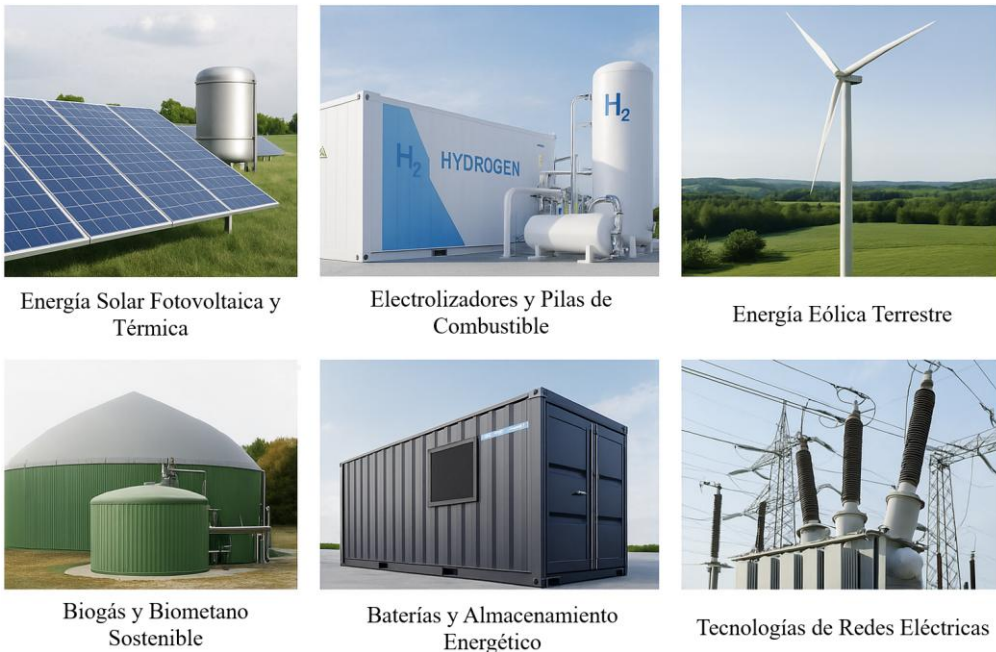 H₂ HYDROGEN
H₂
Energía Solar Fotovoltaica y
Térmica
Electrolizadores y Pilas de
Combustible
Energía Eólica Terrestre
Biogás y Biometano
Sostenible
Baterías y Almacenamiento
Energético
Tecnologías de Redes Eléctricas